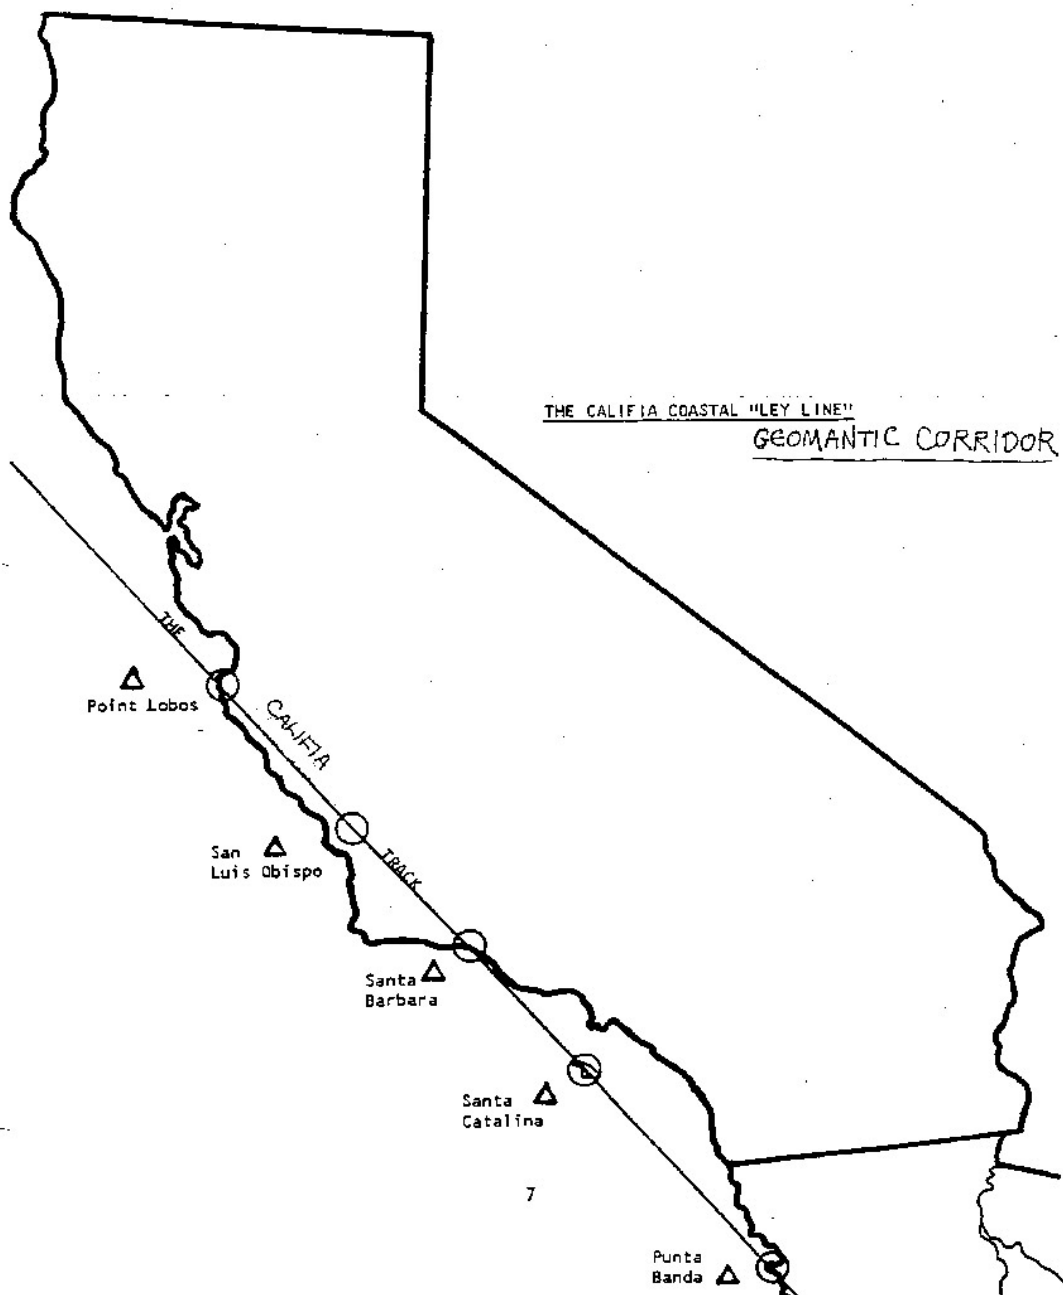 THE CALIFIA COASTAL "LEY LINE"
GEOMANTIC CORRIDOR
THE
CALIFIA
TRACK
Point Lobos
San
Luis Obispo
Santa
Barbara
Santa
Catalina
7
Punta
Banda